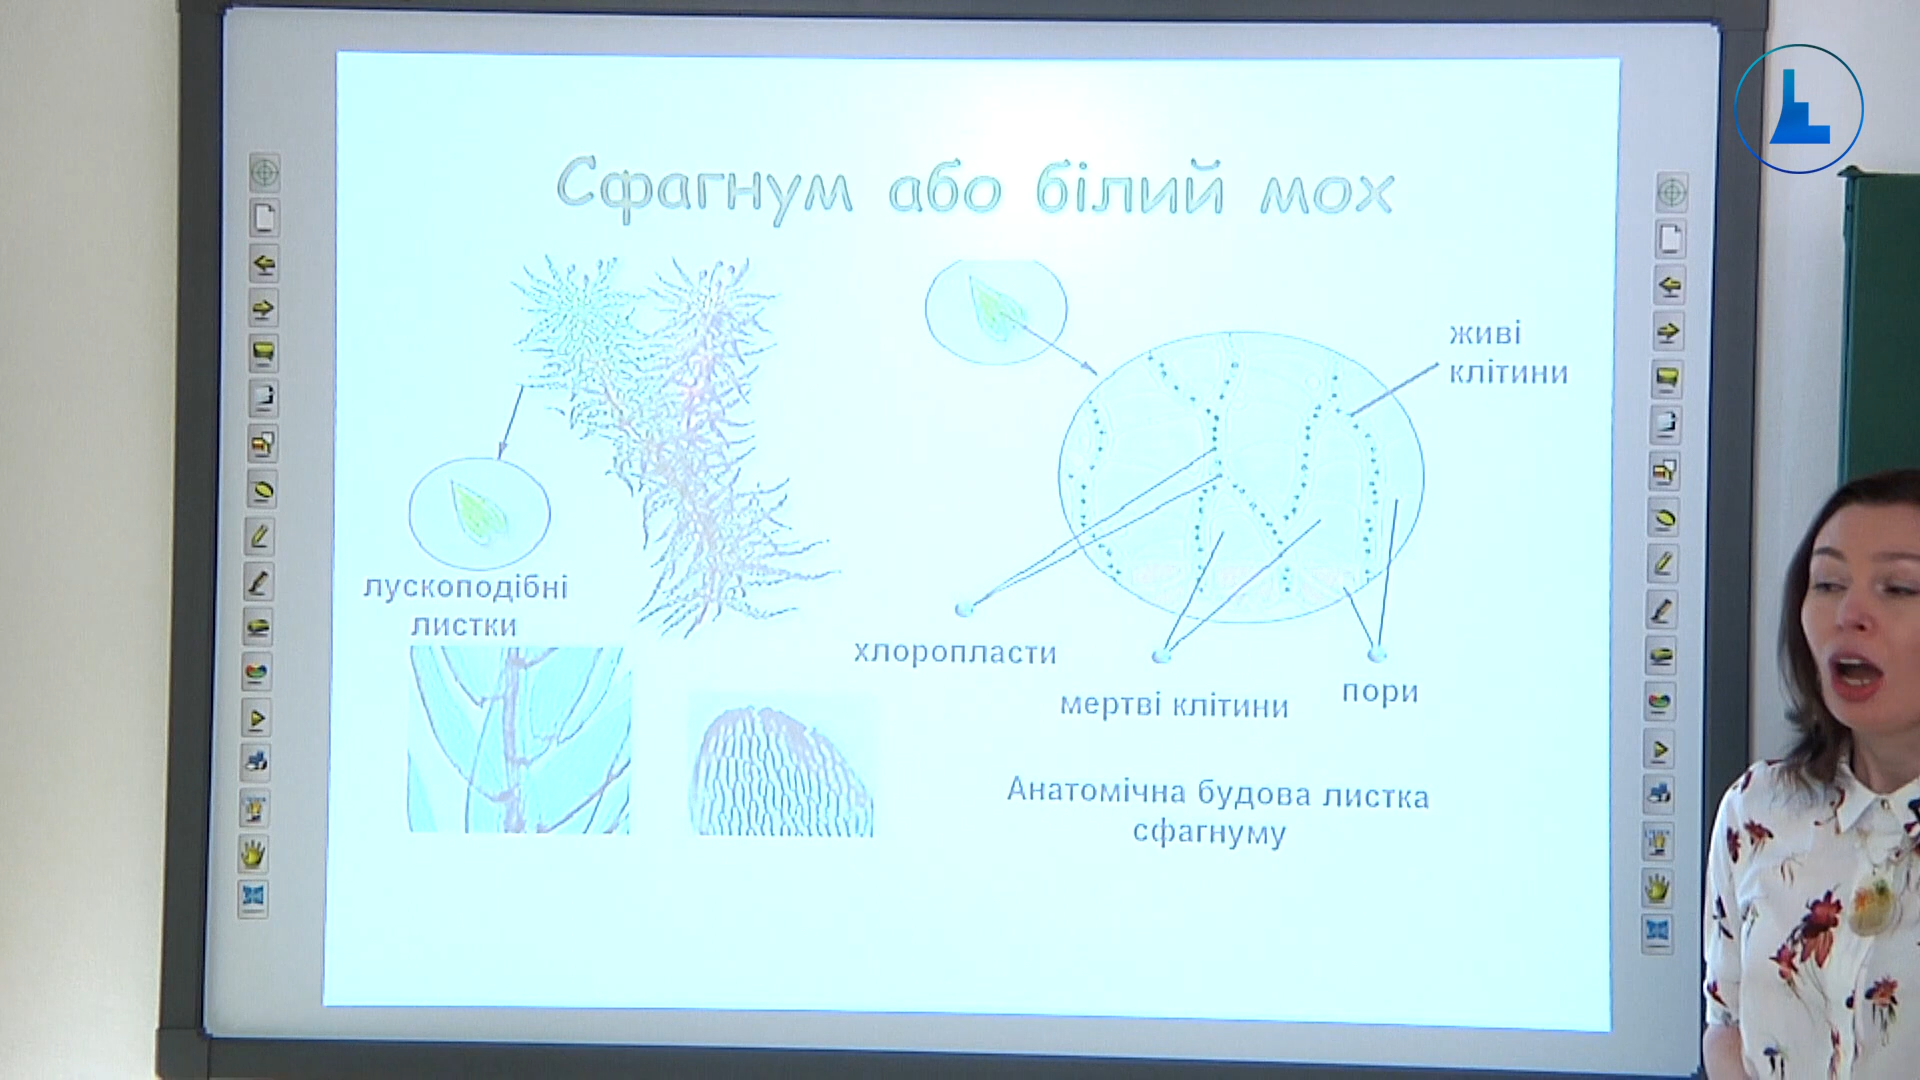 Сфагнум або білий мох
живі
клітини
лускоподібні
листки
хлоропласти
мертві клітини
пори
Анатомічна будова листка
сфагнуму